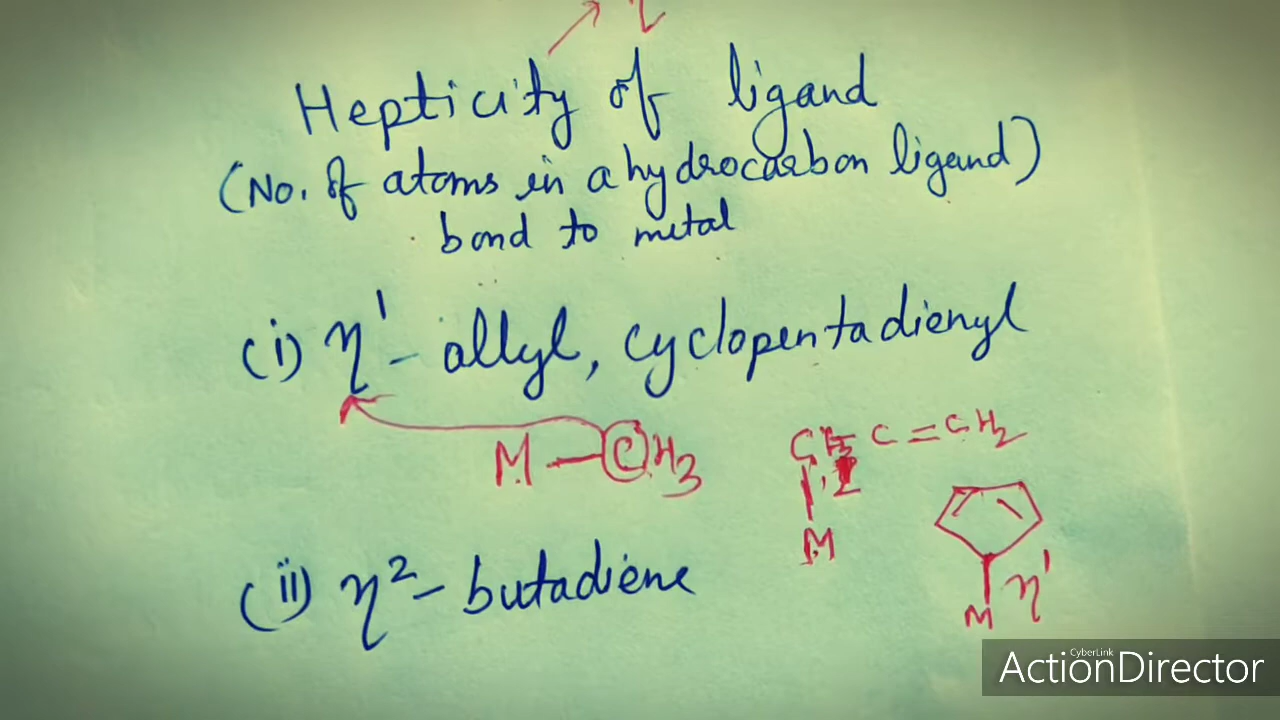 η
Hepticity of ligand
(No. of atoms in a hydrocarbon ligand)
bond to metal
(i) η¹- allyl, cyclopentadienyl
M-CH₃
C=CH₂
M
(ii) η²- butadiene
M η¹
CyberLink
ActionDirector